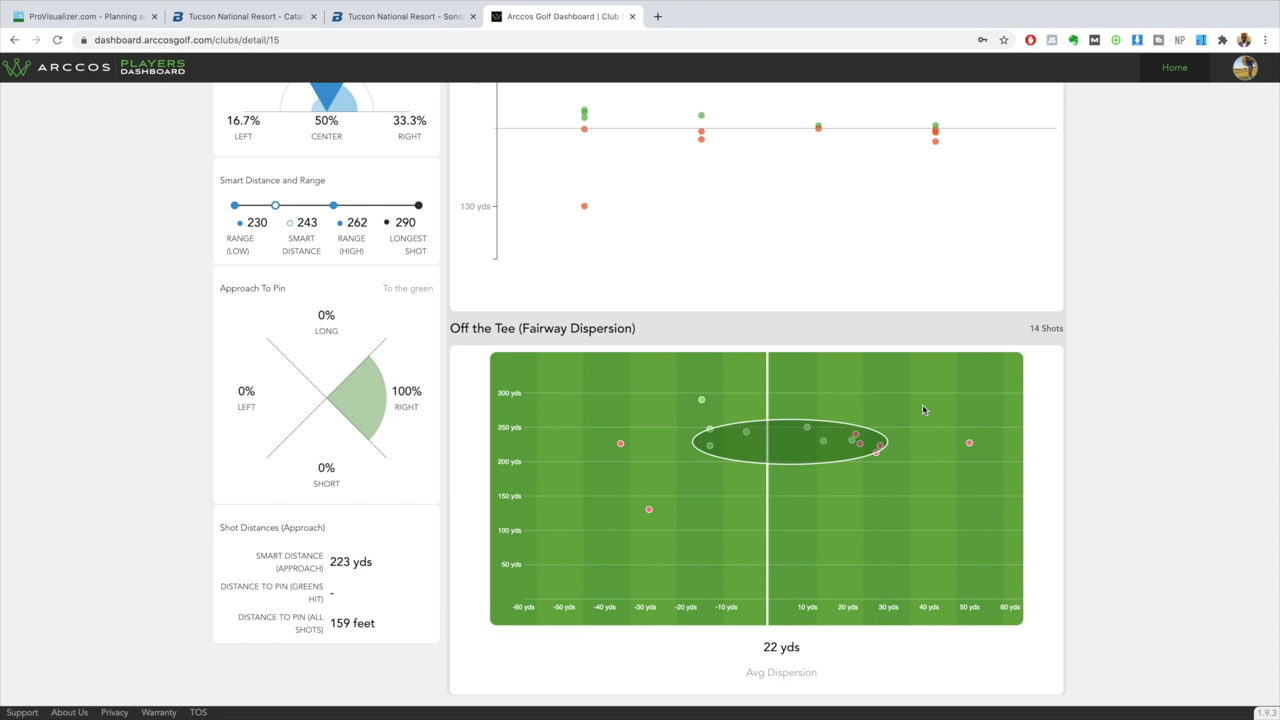 ProVisualizer.com - Planning a
Tucson National Resort - Catal
Tucson National Resort - Sono
Arccos Golf Dashboard | Club S
dashboard.arccosgolf.com/clubs/detail/15
ARCCOS PLAYERS DASHBOARD
Home
16.7% 50% 33.3%
LEFT CENTER RIGHT
Smart Distance and Range
230 243 262 290
RANGE (LOW) SMART DISTANCE RANGE (HIGH) LONGEST SHOT
Approach To Pin To the green
0%
LONG
0% 100%
LEFT RIGHT
0%
SHORT
Shot Distances (Approach)
SMART DISTANCE (APPROACH) 223 yds
DISTANCE TO PIN (GREENS HIT) -
DISTANCE TO PIN (ALL SHOTS) 159 feet
130 yds
Off the Tee (Fairway Dispersion) 14 Shots
300 yds
250 yds
200 yds
150 yds
100 yds
50 yds
-60 yds -50 yds -40 yds -30 yds -20 yds -10 yds 10 yds 20 yds 30 yds 40 yds 50 yds 60 yds
22 yds
Avg Dispersion
Support About Us Privacy Warranty TOS 1.9.3